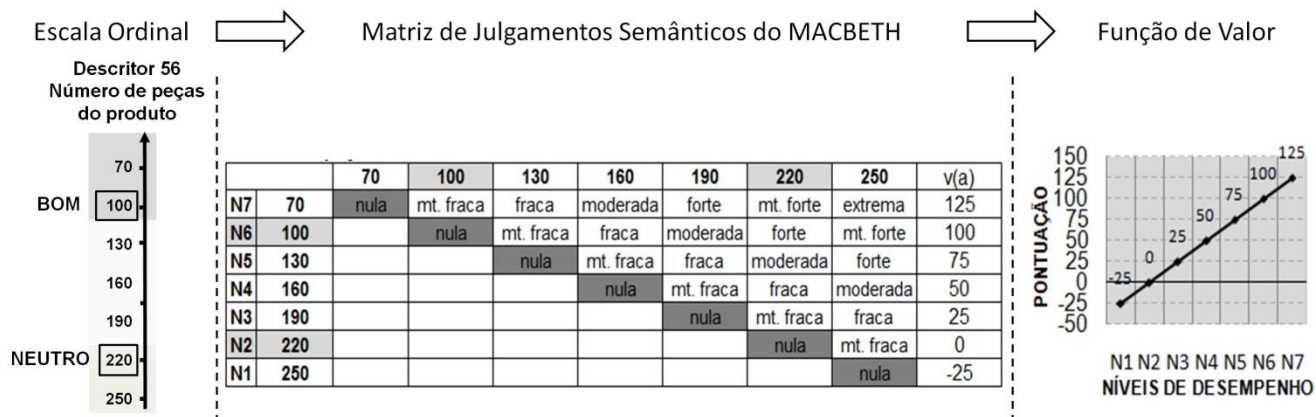 Escala Ordinal
Matriz de Julgamentos Semânticos do MACBETH
Função de Valor
Descritor 56
Número de peças
do produto
70
BOM 100
130
160
190
NEUTRO 220
250
70 100 130 160 190 220 250 v(a)
N7 70 nula mt. fraca fraca moderada forte mt. forte extrema 125
N6 100 nula mt. fraca fraca moderada forte mt. forte 100
N5 130 nula mt. fraca fraca moderada forte 75
N4 160 nula mt. fraca fraca moderada 50
N3 190 nula mt. fraca fraca 25
N2 220 nula mt. fraca 0
N1 250 nula -25
PONTUAÇÃO
150
125
100
75
50
25
0
-25
-50
-25
0
25
50
75
100
125
N1 N2 N3 N4 N5 N6 N7
NÍVEIS DE DESEMPENHO